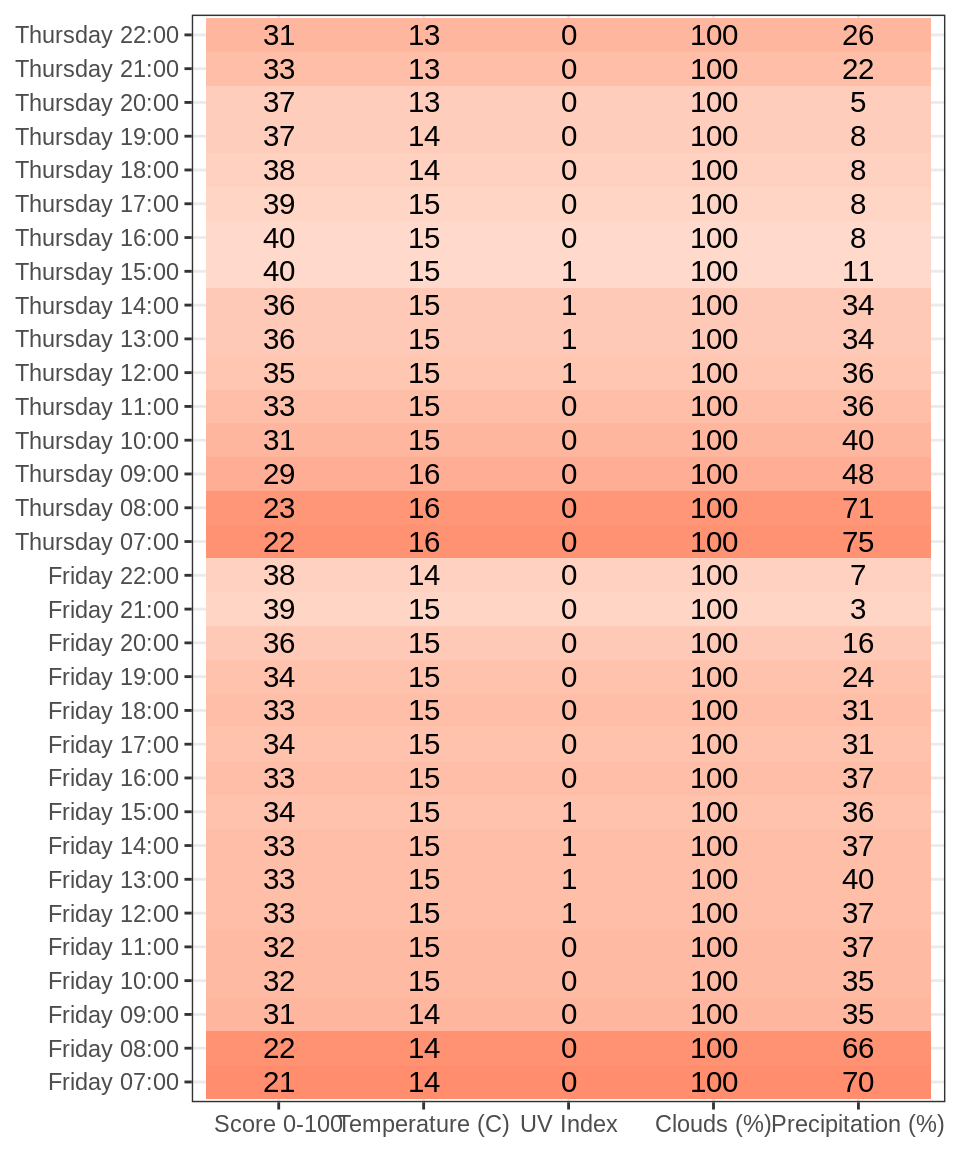 Thursday 22:00 31 13 0 100 26
Thursday 21:00 33 13 0 100 22
Thursday 20:00 37 13 0 100 5
Thursday 19:00 37 14 0 100 8
Thursday 18:00 38 14 0 100 8
Thursday 17:00 39 15 0 100 8
Thursday 16:00 40 15 0 100 8
Thursday 15:00 40 15 1 100 11
Thursday 14:00 36 15 1 100 34
Thursday 13:00 36 15 1 100 34
Thursday 12:00 35 15 1 100 36
Thursday 11:00 33 15 0 100 36
Thursday 10:00 31 15 0 100 40
Thursday 09:00 29 16 0 100 48
Thursday 08:00 23 16 0 100 71
Thursday 07:00 22 16 0 100 75
Friday 22:00 38 14 0 100 7
Friday 21:00 39 15 0 100 3
Friday 20:00 36 15 0 100 16
Friday 19:00 34 15 0 100 24
Friday 18:00 33 15 0 100 31
Friday 17:00 34 15 0 100 31
Friday 16:00 33 15 0 100 37
Friday 15:00 34 15 1 100 36
Friday 14:00 33 15 1 100 37
Friday 13:00 33 15 1 100 40
Friday 12:00 33 15 1 100 37
Friday 11:00 32 15 0 100 37
Friday 10:00 32 15 0 100 35
Friday 09:00 31 14 0 100 35
Friday 08:00 22 14 0 100 66
Friday 07:00 21 14 0 100 70
Score 0-100 Temperature (C) UV Index Clouds (%) Precipitation (%)